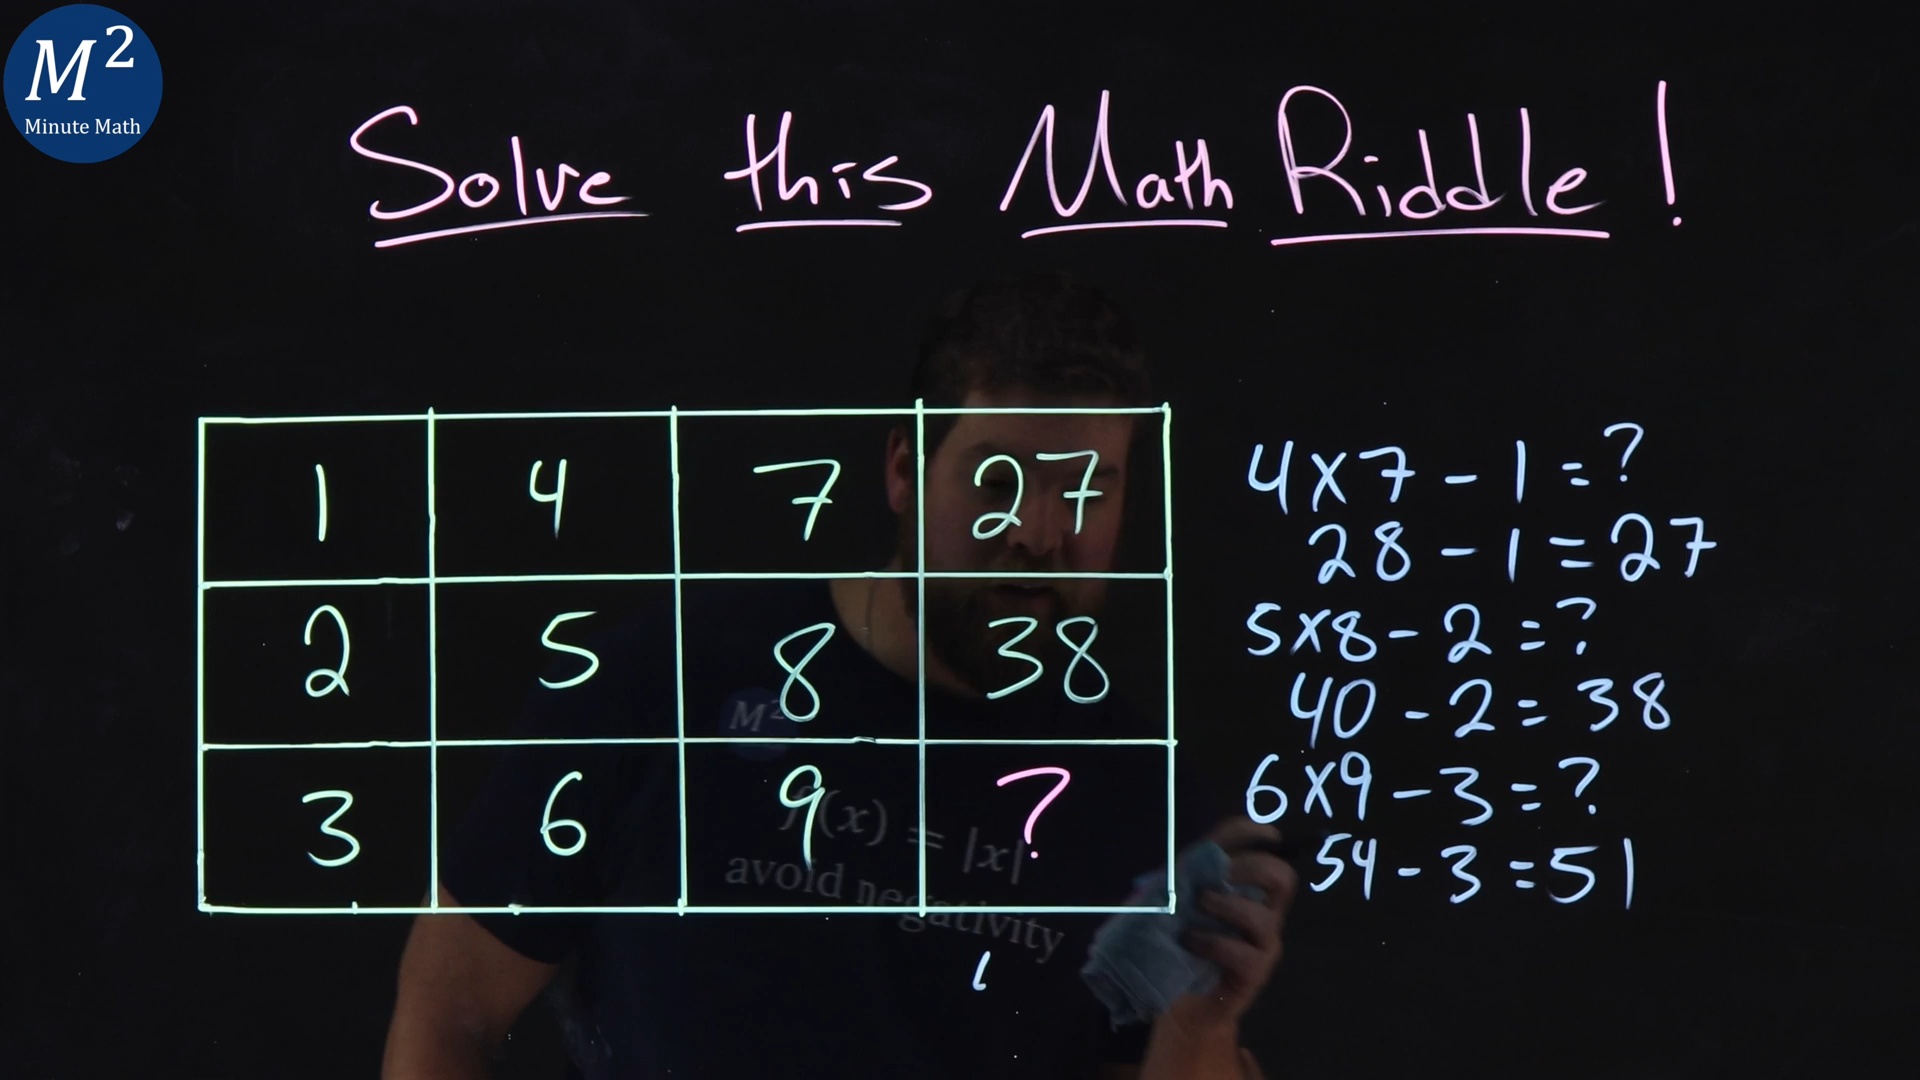 M²
Minute Math
Solve this Math Riddle!
1 4 7 27
2 5 8 38
3 6 9 ?
4x7 - 1 = ?
28 - 1 = 27
5x8 - 2 = ?
40 - 2 = 38
6x9 - 3 = ?
54 - 3 = 51
M²
f(x) = |x|
avoid negativity